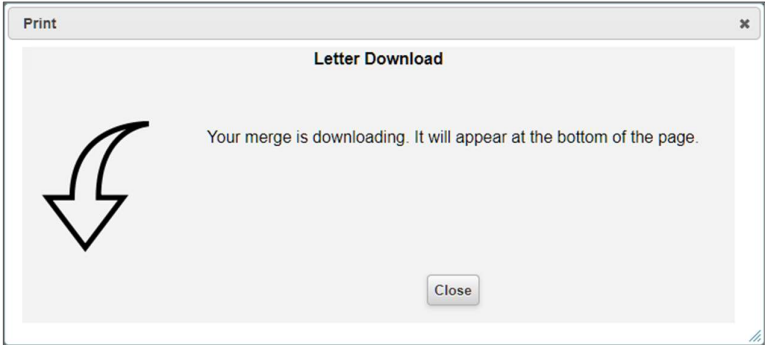 Print
Letter Download
Your merge is downloading. It will appear at the bottom of the page.
Close